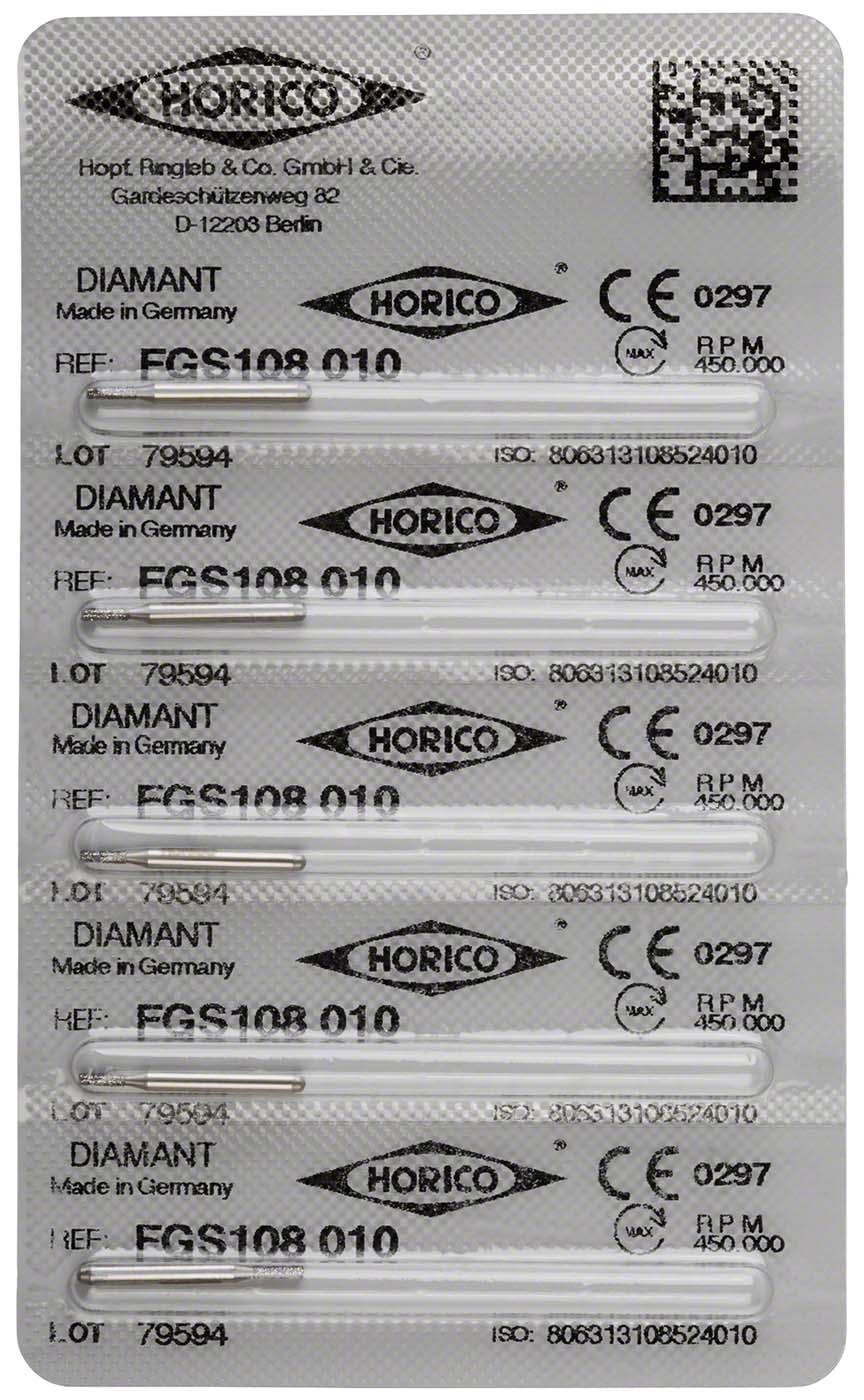 HORICO ®
Hopf, Ringleb & Co. GmbH & Cie.
Gardeschützenweg 82
D-12203 Berlin
DIAMANT HORICO ® CE 0297
Made in Germany
MAX RPM
REF: FGS108 010 450.000
LOT 79594 ISO: 806313108524010
DIAMANT HORICO ® CE 0297
Made in Germany
MAX RPM
REF: FGS108 010 450.000
LOT 79594 ISO: 806313108524010
DIAMANT HORICO ® CE 0297
Made in Germany
MAX RPM
REF: FGS108 010 450.000
LOT 79594 ISO: 806313108524010
DIAMANT HORICO ® CE 0297
Made in Germany
MAX RPM
REF: FGS108 010 450.000
LOT 79594 ISO: 806313108524010
DIAMANT HORICO ® CE 0297
Made in Germany
MAX RPM
REF: FGS108 010 450.000
LOT 79594 ISO: 806313108524010